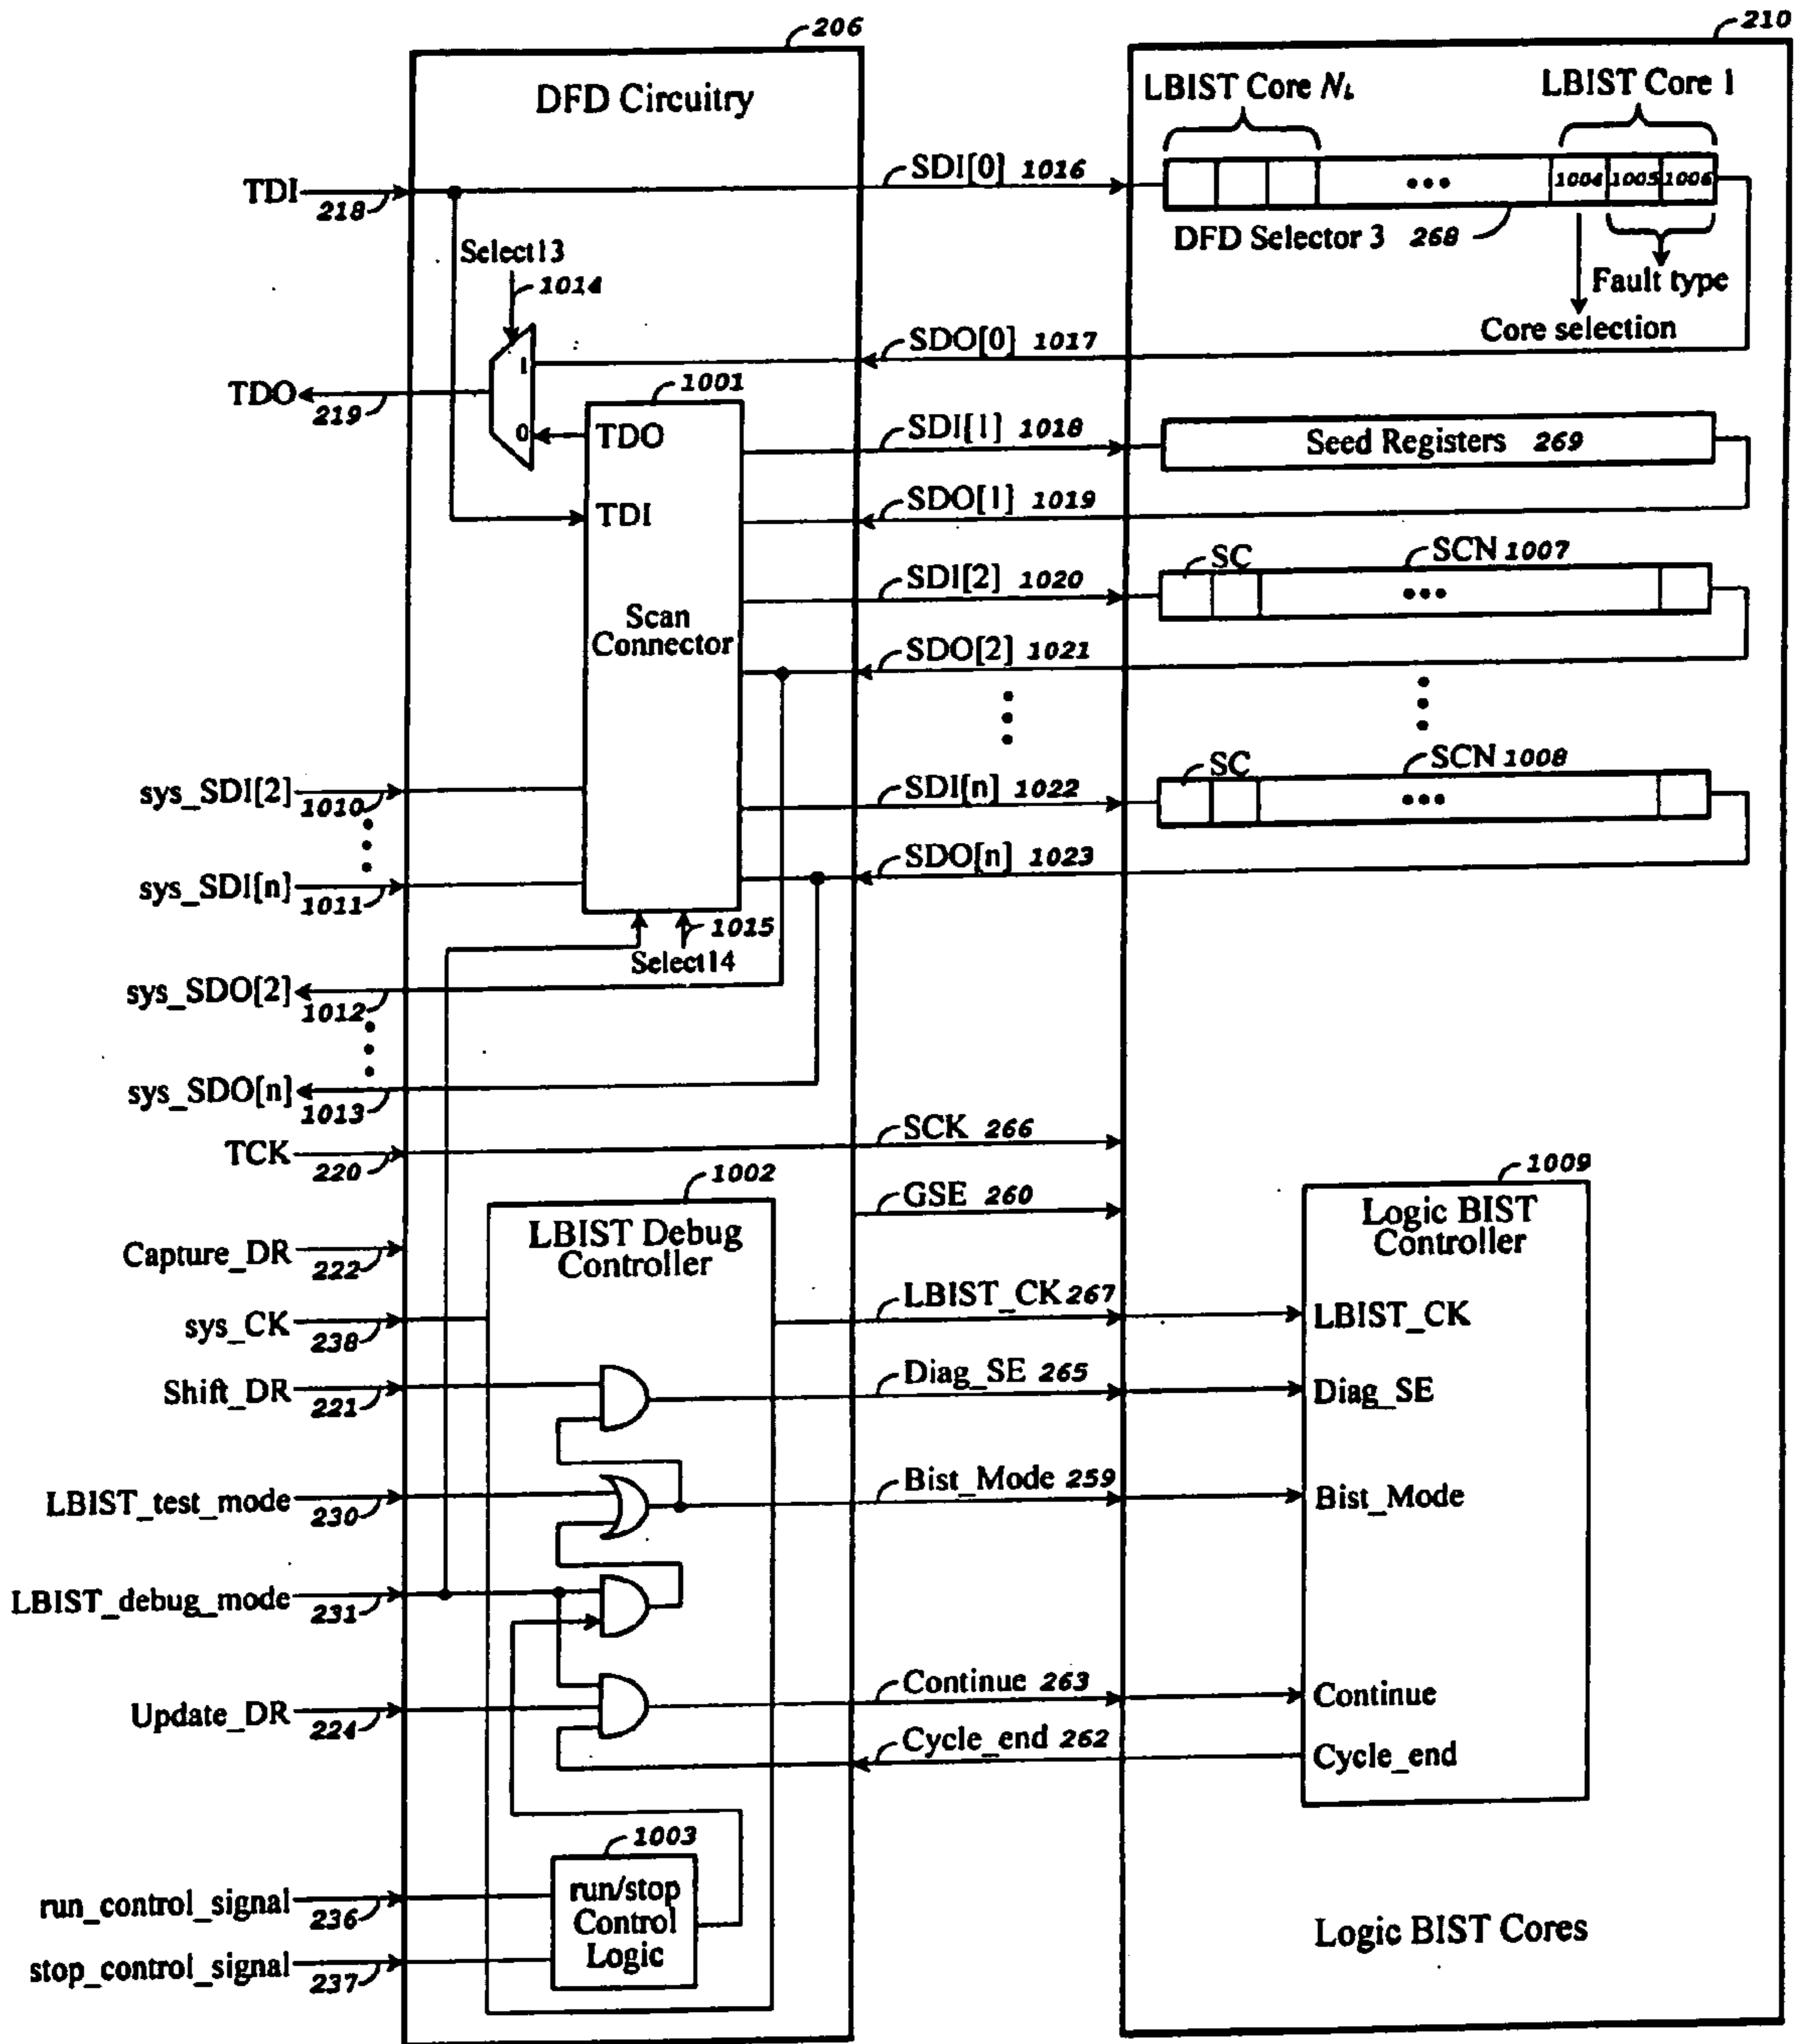 206
210
DFD Circuitry
LBIST Core NL
LBIST Core 1
TDI
218
SDI[0] 1016
1004 1005 1006
DFD Selector 3 268
Select13
1014
Fault type
Core selection
SDO[0] 1017
1
TDO
219
0
1001
TDO
SDI[1] 1018
Seed Registers 269
TDI
SDO[1] 1019
SC
SCN 1007
SDI[2] 1020
Scan
Connector
SDO[2] 1021
sys_SDI[2]
1010
SC
SCN 1008
SDI[n] 1022
sys_SDI[n]
1011
SDO[n] 1023
1015
Select14
sys_SDO[2]
1012
sys_SDO[n]
1013
TCK
220
SCK 266
1002
1009
GSE 260
LBIST Debug
Controller
Logic BIST
Controller
Capture_DR
222
sys_CK
238
LBIST_CK 267
LBIST_CK
Shift_DR
221
Diag_SE 265
Diag_SE
LBIST_test_mode
230
Bist_Mode 259
Bist_Mode
LBIST_debug_mode
231
Update_DR
224
Continue 263
Continue
Cycle_end 262
Cycle_end
1003
run_control_signal
236
run/stop
Control
Logic
stop_control_signal
237
Logic BIST Cores